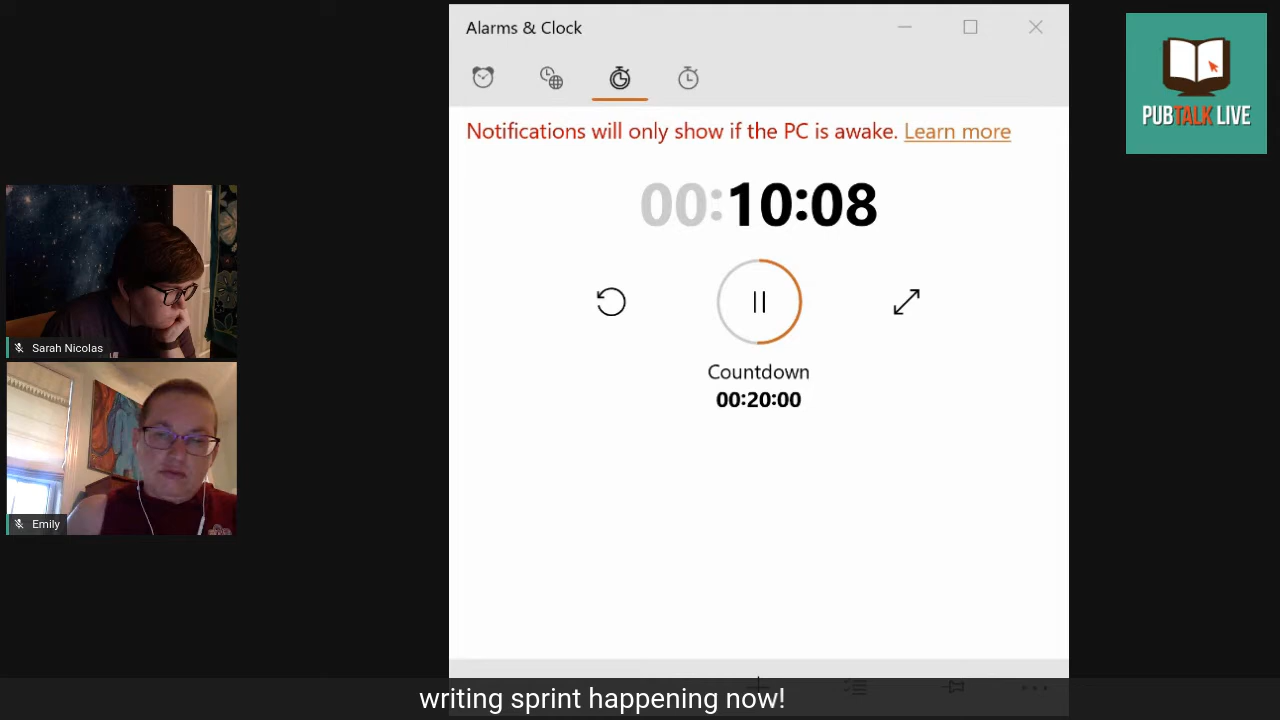 Alarms & Clock
Notifications will only show if the PC is awake. Learn more
00:10:08
Countdown
00:20:00
PUBTALK LIVE
Sarah Nicolas
Emily
writing sprint happening now!